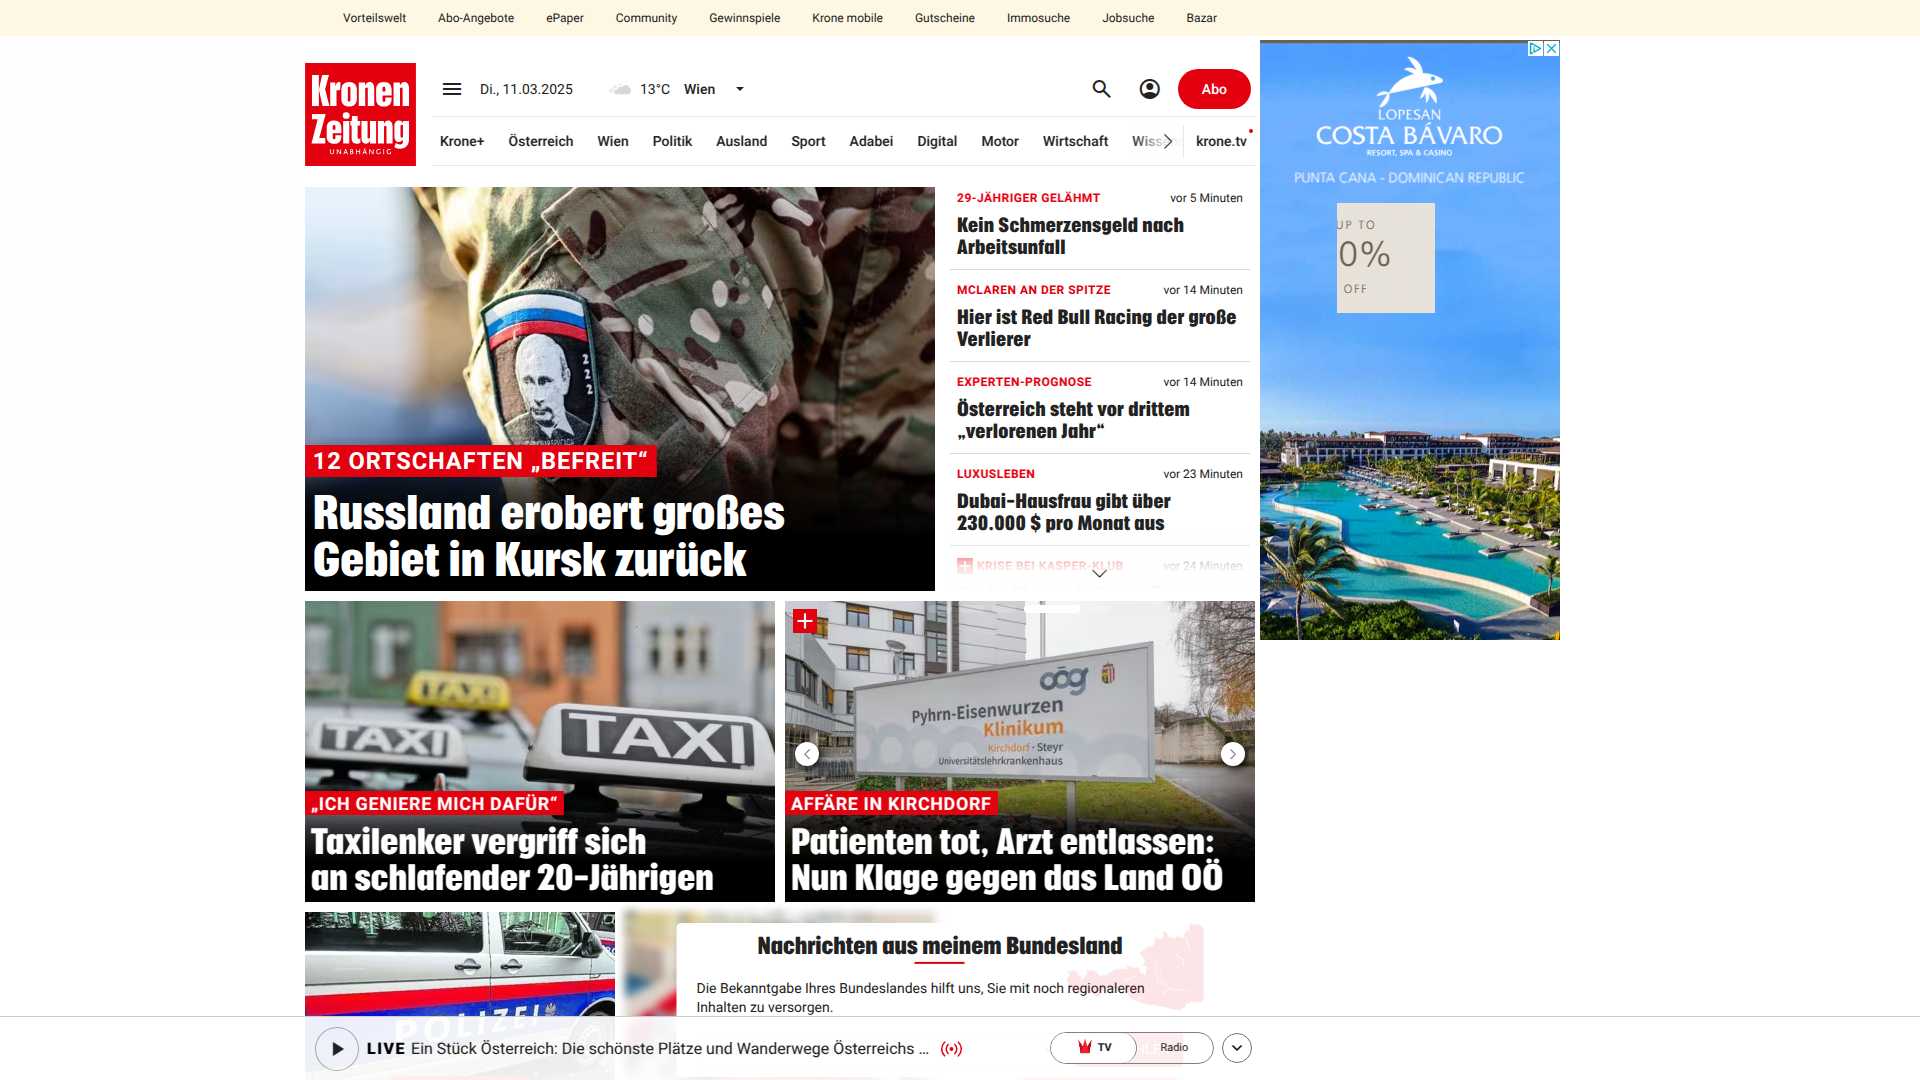 Vorteilswelt
Abo-Angebote
ePaper
Community
Gewinnspiele
Krone mobile
Gutscheine
Immosuche
Jobsuche
Bazar
Kronen
Zeitung
UNABHÄNGIG
Di., 11.03.2025
13°C
Wien
Abo
Krone+
Österreich
Wien
Politik
Ausland
Sport
Adabei
Digital
Motor
Wirtschaft
krone.tv
12 ORTSCHAFTEN „BEFREIT“
Russland erobert großes
Gebiet in Kursk zurück
29-JÄHRIGER GELÄHMT
vor 5 Minuten
Kein Schmerzensgeld nach
Arbeitsunfall
MCLAREN AN DER SPITZE
vor 14 Minuten
Hier ist Red Bull Racing der große
Verlierer
EXPERTEN-PROGNOSE
vor 14 Minuten
Österreich steht vor drittem
„verlorenen Jahr“
LUXUSLEBEN
vor 23 Minuten
Dubai-Hausfrau gibt über
230.000 $ pro Monat aus
KRISE BEI KASPER-KLUB
vor 24 Minuten
LOPESAN
COSTA BÁVARO
RESORT, SPA & CASINO
PUNTA CANA - DOMINICAN REPUBLIC
UP TO
0%
OFF
TAXI
TAXI
TAXI
„ICH GENIERE MICH DAFÜR“
Taxilenker vergriff sich
an schlafender 20-Jährigen
oög
Pyhrn-Eisenwurzen
Klinikum
Kirchdorf · Steyr
Universitätslehrkrankenhaus
AFFÄRE IN KIRCHDORF
Patienten tot, Arzt entlassen:
Nun Klage gegen das Land OÖ
POLIZEI
Nachrichten aus meinem Bundesland
Die Bekanntgabe Ihres Bundeslandes hilft uns, Sie mit noch regionaleren
Inhalten zu versorgen.
LIVE Ein Stück Österreich: Die schönste Plätze und Wanderwege Österreichs ...
TV
Radio